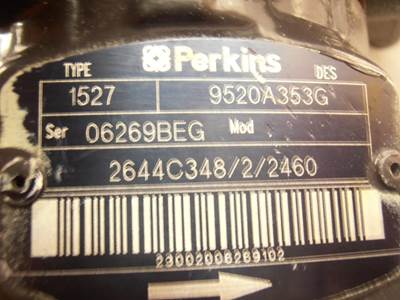 Perkins
TYPE DES
1527 9520A353G
Ser 06269BEG Mod
2644C348/2/2460
23002006269102